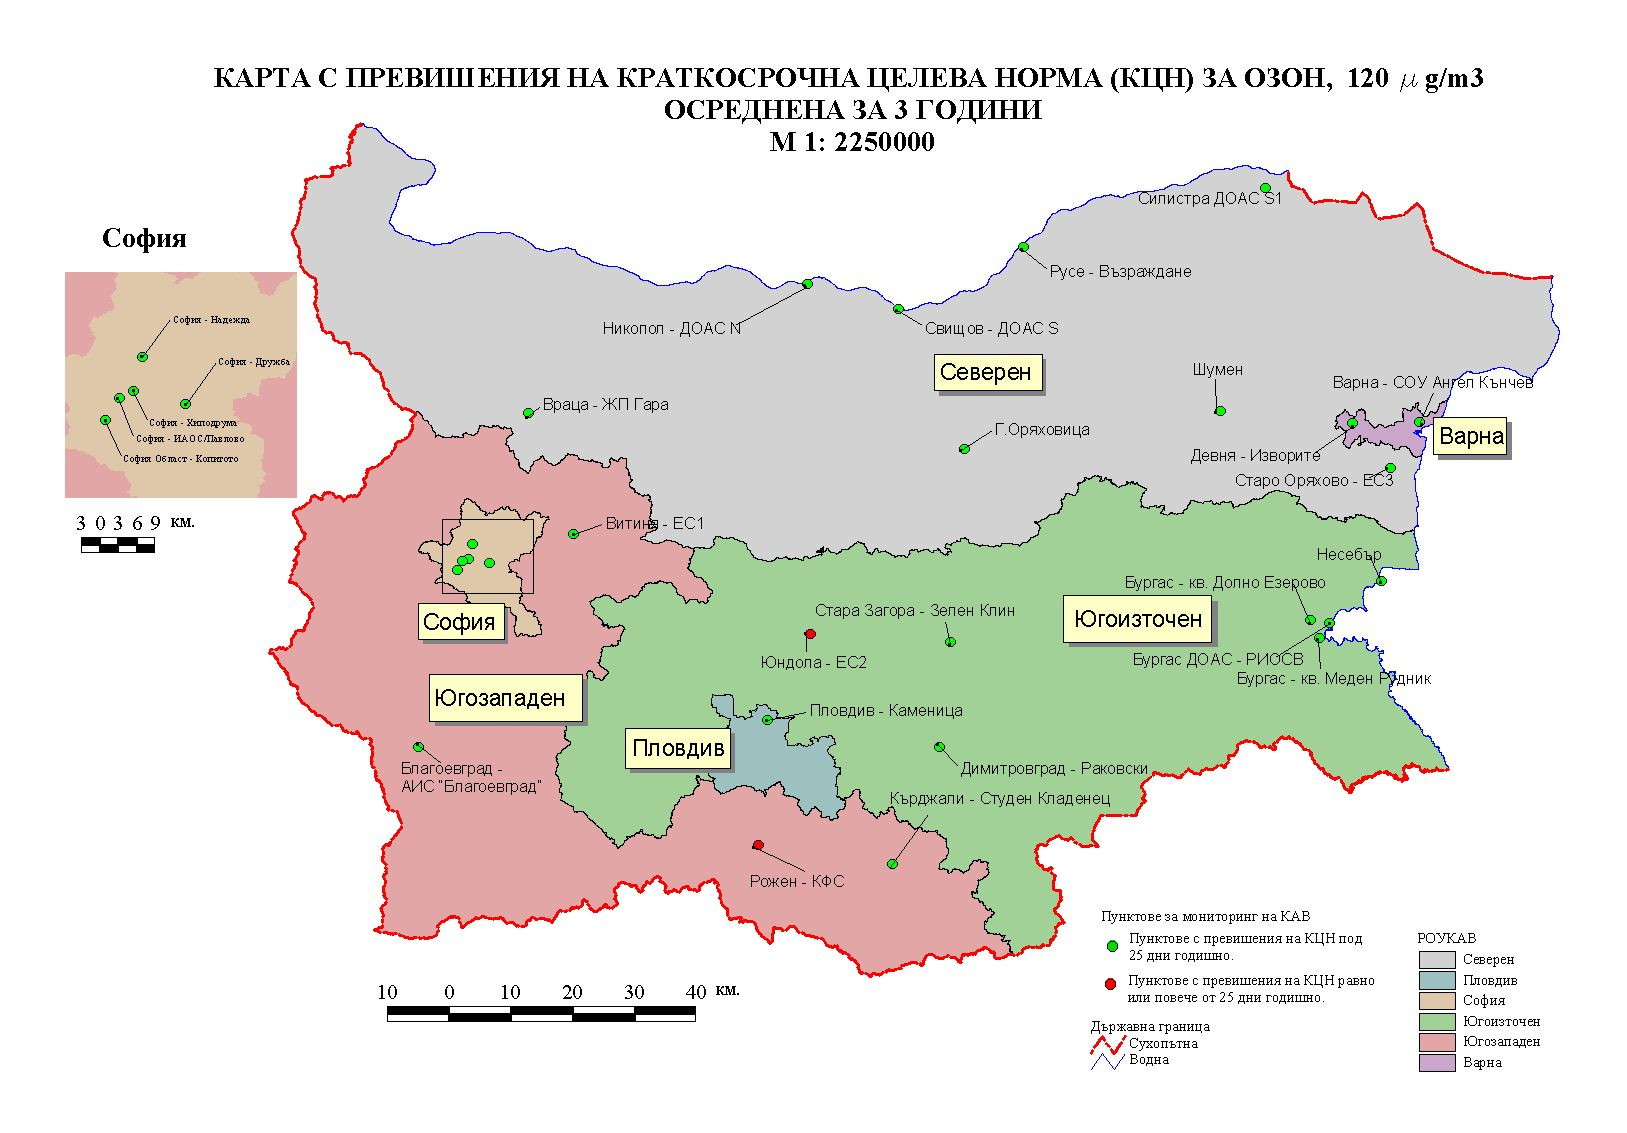 КАРТА С ПРЕВИШЕНИЯ НА КРАТКОСРОЧНА ЦЕЛЕВА НОРМА (КЦН) ЗА ОЗОН, 120 μ g/m3
ОСРЕДНЕНА ЗА 3 ГОДИНИ
М 1: 2250000
София
София - Надежда
София - Дружба
София - Хиподрума
София - ИАОС/Павлово
София Област - Копитото
3 0 3 6 9 км.
Силистра ДОАС S1
Русе - Възраждане
Никопол - ДОАС N
Свищов - ДОАС S
Северен
Шумен
Варна - СОУ Ангел Кънчев
Враца - ЖП Гара
Г.Оряховица
Варна
Девня - Изворите
Старо Оряхово - ЕС3
Витиня - ЕС1
Несебър
Бургас - кв. Долно Езерово
София
Стара Загора - Зелен Клин
Югоизточен
Юндола - ЕС2
Бургас ДОАС - РИОСВ
Бургас - кв. Меден Рудник
Югозападен
Пловдив - Каменица
Пловдив
Благоевград -
АИС "Благоевград"
Димитровград - Раковски
Кърджали - Студен Кладенец
Рожен - КФС
10 0 10 20 30 40 км.
Пунктове за мониторинг на КАВ
Пунктове с превишения на КЦН под
25 дни годишно.
Пунктове с превишения на КЦН равно
или повече от 25 дни годишно.
Държавна граница
Сухопътна
Водна
РОУКАВ
Северен
Пловдив
София
Югоизточен
Югозападен
Варна